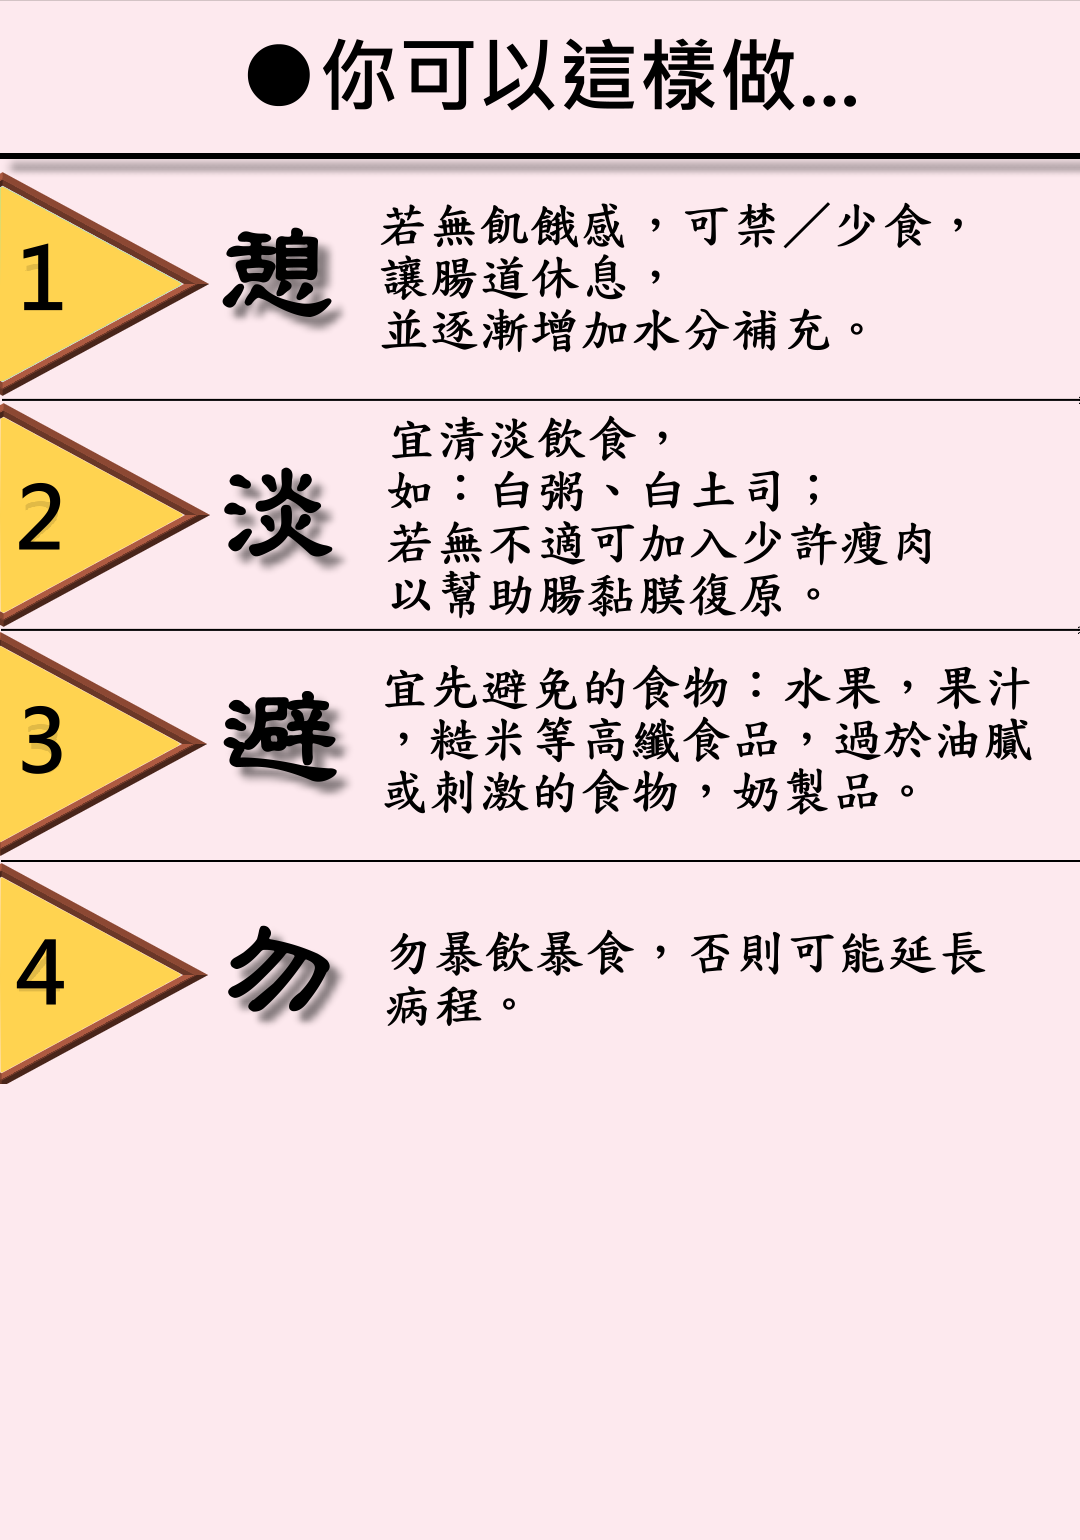 ●你可以這樣做...
1
憩
若無飢餓感，可禁／少食，
讓腸道休息，
並逐漸增加水分補充。
2
淡
宜清淡飲食，
如：白粥、白土司；
若無不適可加入少許瘦肉
以幫助腸黏膜復原。
3
避
宜先避免的食物：水果，果汁
，糙米等高纖食品，過於油膩
或刺激的食物，奶製品。
4
勿
勿暴飲暴食，否則可能延長
病程。